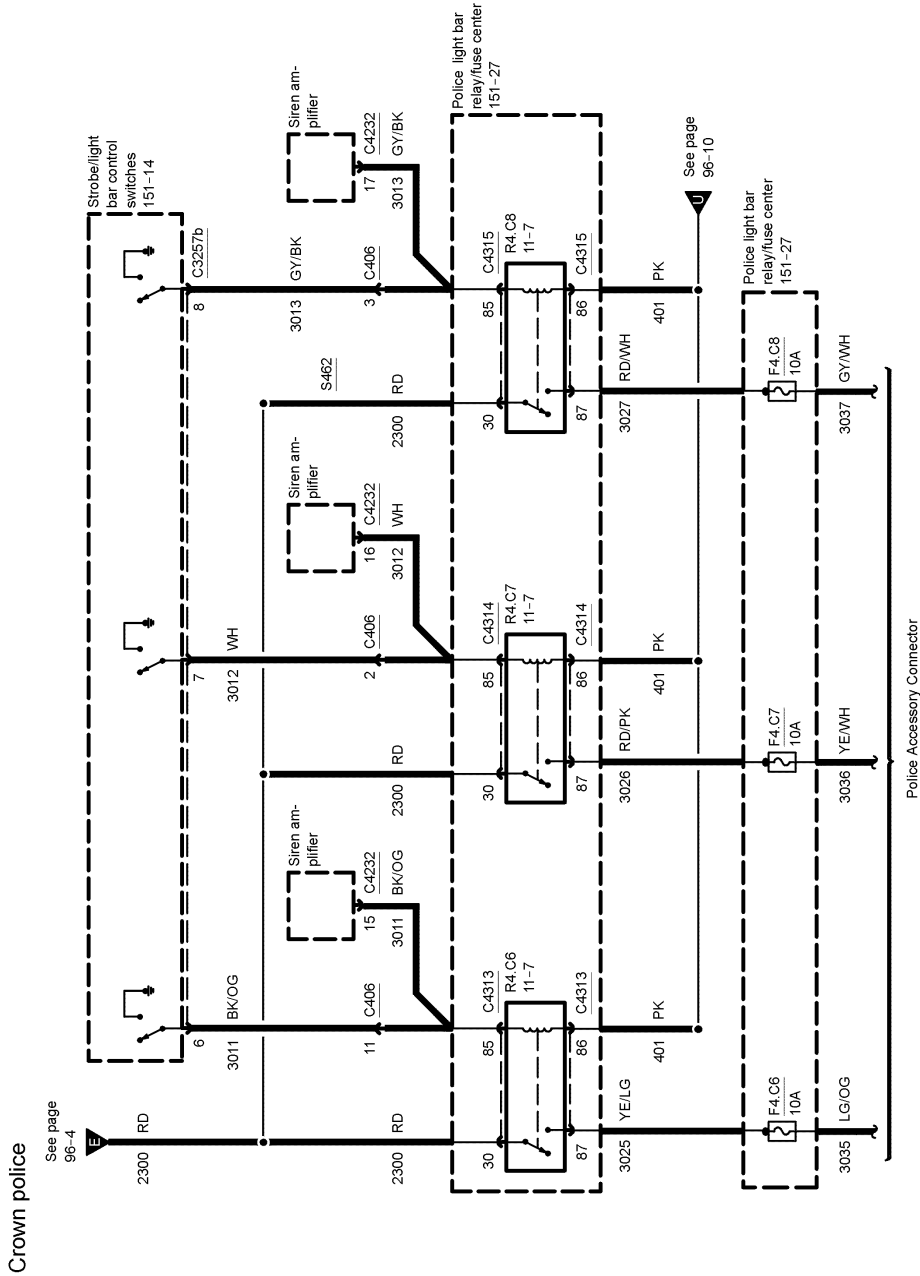 Crown police
See page
96-4
E
2300
RD
Strobe/light
bar control
switches
151-14
6
7
8
C3257b
3011
BK/OG
3012
WH
3013
GY/BK
S462
11
C406
2
C406
3
C406
Siren am-
plifier
15
C4232
3011
BK/OG
Siren am-
plifier
16
C4232
3012
WH
Siren am-
plifier
17
C4232
3013
GY/BK
2300
RD
2300
RD
2300
RD
Police light bar
relay/fuse center
151-27
30
85
C4313
R4.C6
11-7
87
86
C4313
30
85
C4314
R4.C7
11-7
87
86
C4314
30
85
C4315
R4.C8
11-7
87
86
C4315
3025
YE/LG
401
PK
3026
RD/PK
401
PK
3027
RD/WH
401
PK
See page
96-10
U
Police light bar
relay/fuse center
151-27
F4.C6
10A
F4.C7
10A
F4.C8
10A
3035
LG/OG
3036
YE/WH
3037
GY/WH
Police Accessory Connector